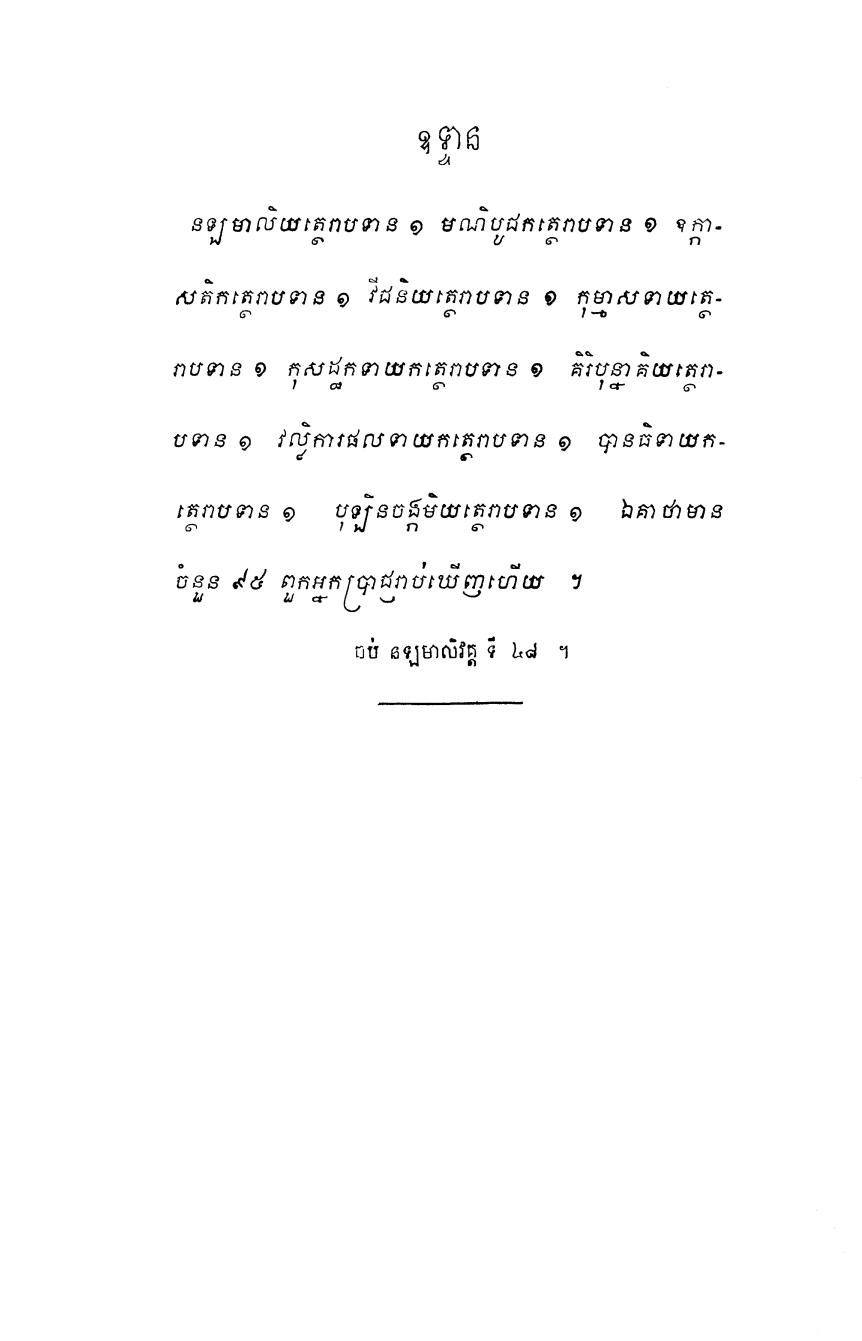 ឧទ្ទាន
នឡមាលិយត្ថេរាបទាន ១ មណិបូជកត្ថេរាបទាន ១ ឧក្កា-
សតិកត្ថេរាបទាន ១ វីជនិយត្ថេរាបទាន ១ កុម្មាសទាយត្ថេ-
រាបទាន ១ កុសដ្ឋកទាយកត្ថេរាបទាន ១ គិរិបុន្នាគិយត្ថេរា-
បទាន ១ វល្លិការផលទាយកត្ថេរាបទាន ១ បានធិទាយក-
ត្ថេរាបទាន ១ បុឡិនចង្កមិយត្ថេរាបទាន ១ ឯគាថាមាន
ចំនួន ៩៥ ពួកអ្នកប្រាជ្ញរាប់ឃើញហើយ ។
ចប់ នឡមាលិវគ្គ ទី ៤៨ ។